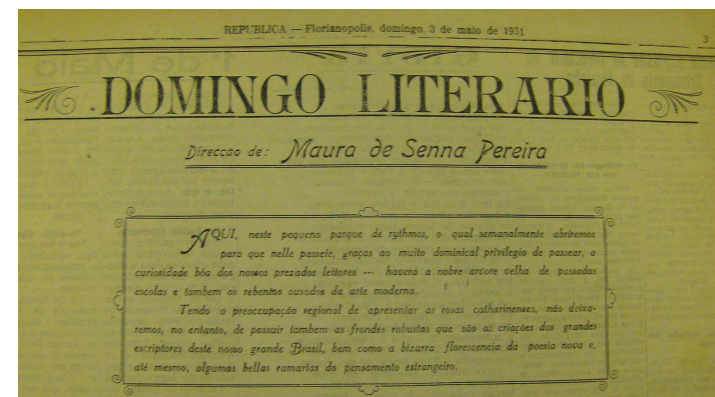 REPUBLICA — Florianopolis, domingo, 3 de maio de 1931
3
DOMINGO LITERARIO
Direcção de: Maura de Senna Pereira
AQUI, neste pequeno parque de rythmos, o qual semanalmente abriremos
para que nelle passeie, graças ao muito dominical privilegio de passear, a
curiosidade bôa dos nossos prezados leitores -- haverá a nobre arvore velha de passadas
escolas e tambem os rebentos ousados da arte moderna.
Tendo a preoccupação regional de apresentar as rosas catharinenses, não deixa-
remos, no entanto, de possuir tambem as frondes robustas que são as criações dos grandes
escriptores deste nosso grande Brasil, bem como a bizarra florescencia da poesia nova e,
até mesmo, algumas bellas ramarias do pensamento estrangeiro.